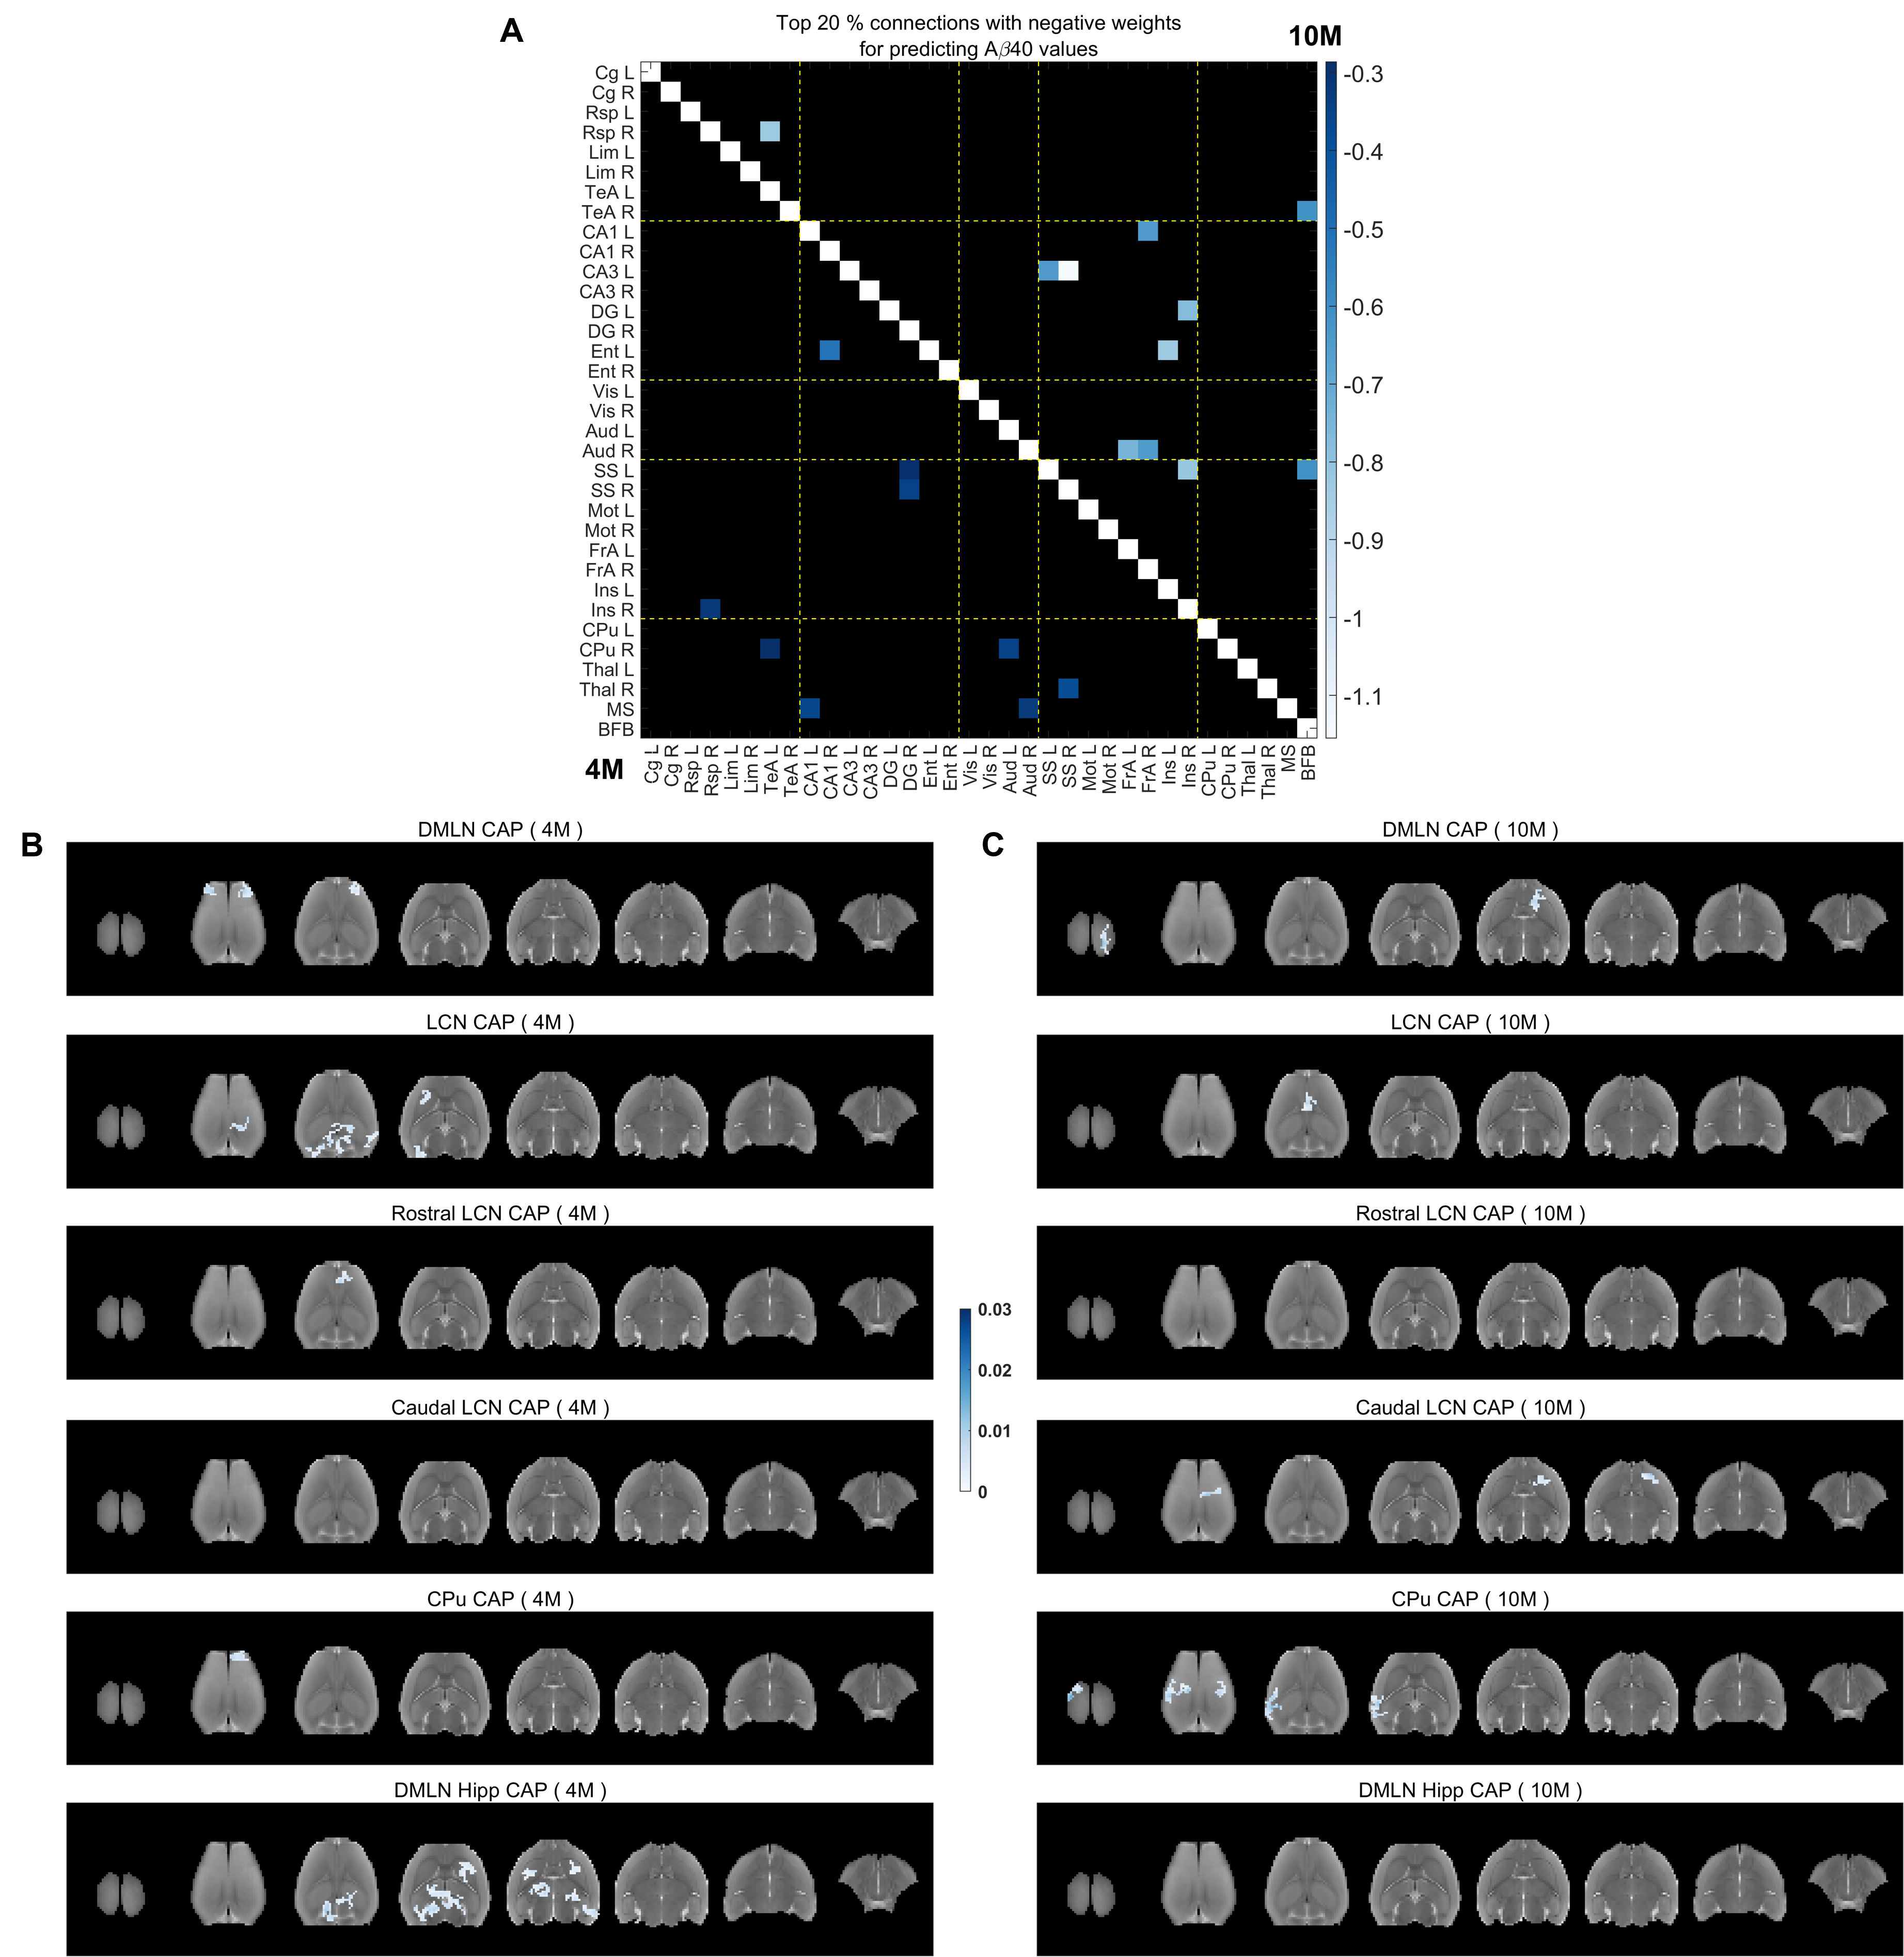 A
Top 20 % connections with negative weights
for predicting Aβ40 values
10M
Cg L
Cg R
Rsp L
Rsp R
Lim L
Lim R
TeA L
TeA R
CA1 L
CA1 R
CA3 L
CA3 R
DG L
DG R
Ent L
Ent R
Vis L
Vis R
Aud L
Aud R
SS L
SS R
Mot L
Mot R
FrA L
FrA R
Ins L
Ins R
CPu L
CPu R
Thal L
Thal R
MS
BFB
-0.3
-0.4
-0.5
-0.6
-0.7
-0.8
-0.9
-1
-1.1
4M
Cg L
Cg R
Rsp L
Rsp R
Lim L
Lim R
TeA L
TeA R
CA1 L
CA1 R
CA3 L
CA3 R
DG L
DG R
Ent L
Ent R
Vis L
Vis R
Aud L
Aud R
SS L
SS R
Mot L
Mot R
FrA L
FrA R
Ins L
Ins R
CPu L
CPu R
Thal L
Thal R
MS
BFB
B
DMLN CAP ( 4M )
LCN CAP ( 4M )
Rostral LCN CAP ( 4M )
Caudal LCN CAP ( 4M )
CPu CAP ( 4M )
DMLN Hipp CAP ( 4M )
0.03
0.02
0.01
0
C
DMLN CAP ( 10M )
LCN CAP ( 10M )
Rostral LCN CAP ( 10M )
Caudal LCN CAP ( 10M )
CPu CAP ( 10M )
DMLN Hipp CAP ( 10M )